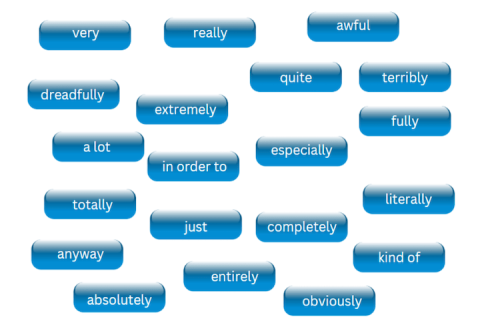 very
really
awful
quite
terribly
dreadfully
extremely
fully
a lot
especially
in order to
literally
totally
just
completely
anyway
kind of
entirely
absolutely
obviously